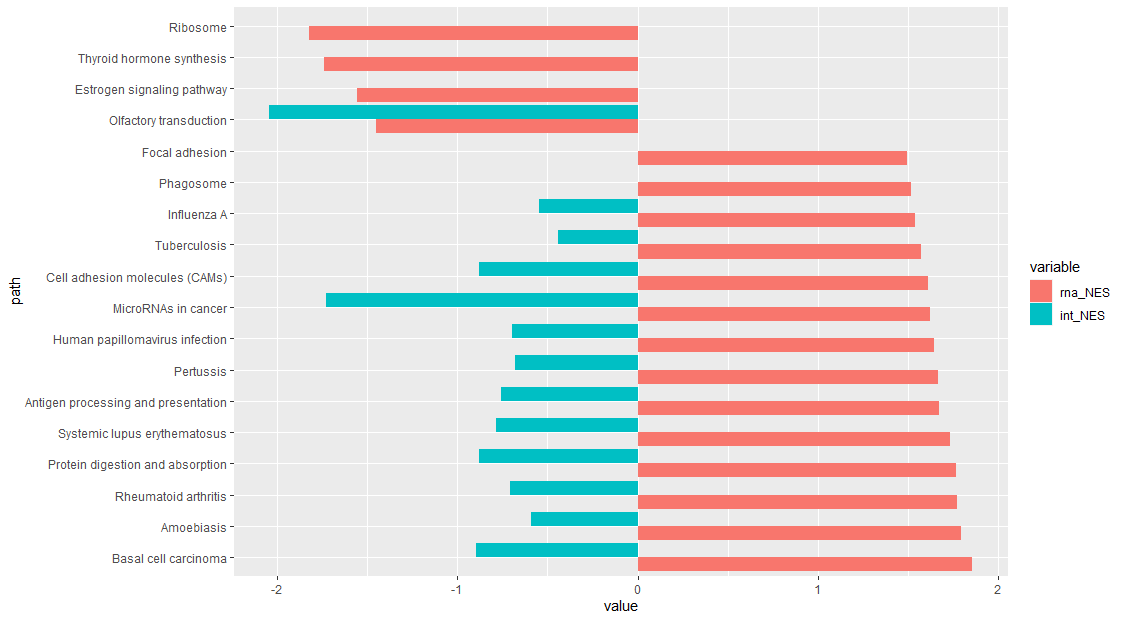 Ribosome
Thyroid hormone synthesis
Estrogen signaling pathway
Olfactory transduction
Focal adhesion
Phagosome
Influenza A
Tuberculosis
Cell adhesion molecules (CAMs)
MicroRNAs in cancer
Human papillomavirus infection
Pertussis
Antigen processing and presentation
Systemic lupus erythematosus
Protein digestion and absorption
Rheumatoid arthritis
Amoebiasis
Basal cell carcinoma
path
-2 -1 0 1 2
value
variable
rna_NES
int_NES